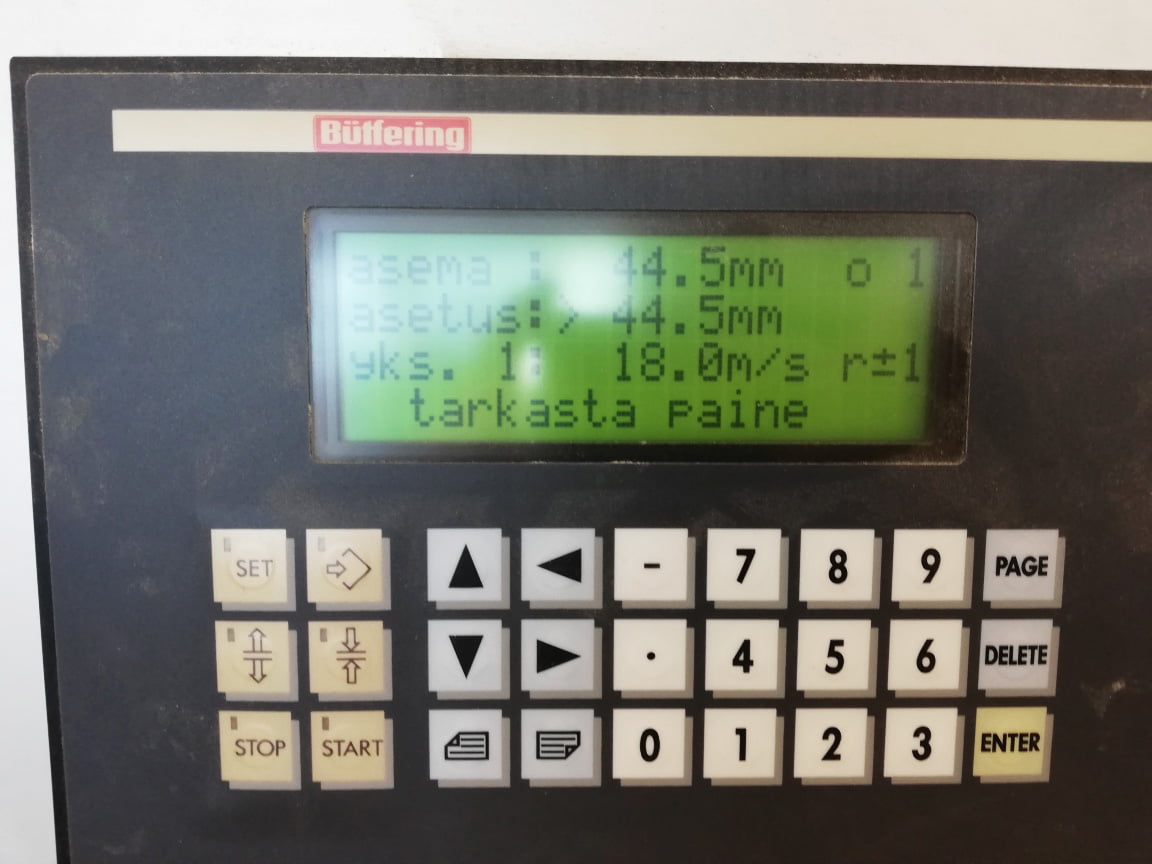 Bütfering
asema : 44.5mm o 1
asetus:> 44.5mm
yks. 1: 18.0m/s r±1
tarkasta paine
SET - 7 8 9 PAGE
. 4 5 6 DELETE
STOP START 0 1 2 3 ENTER